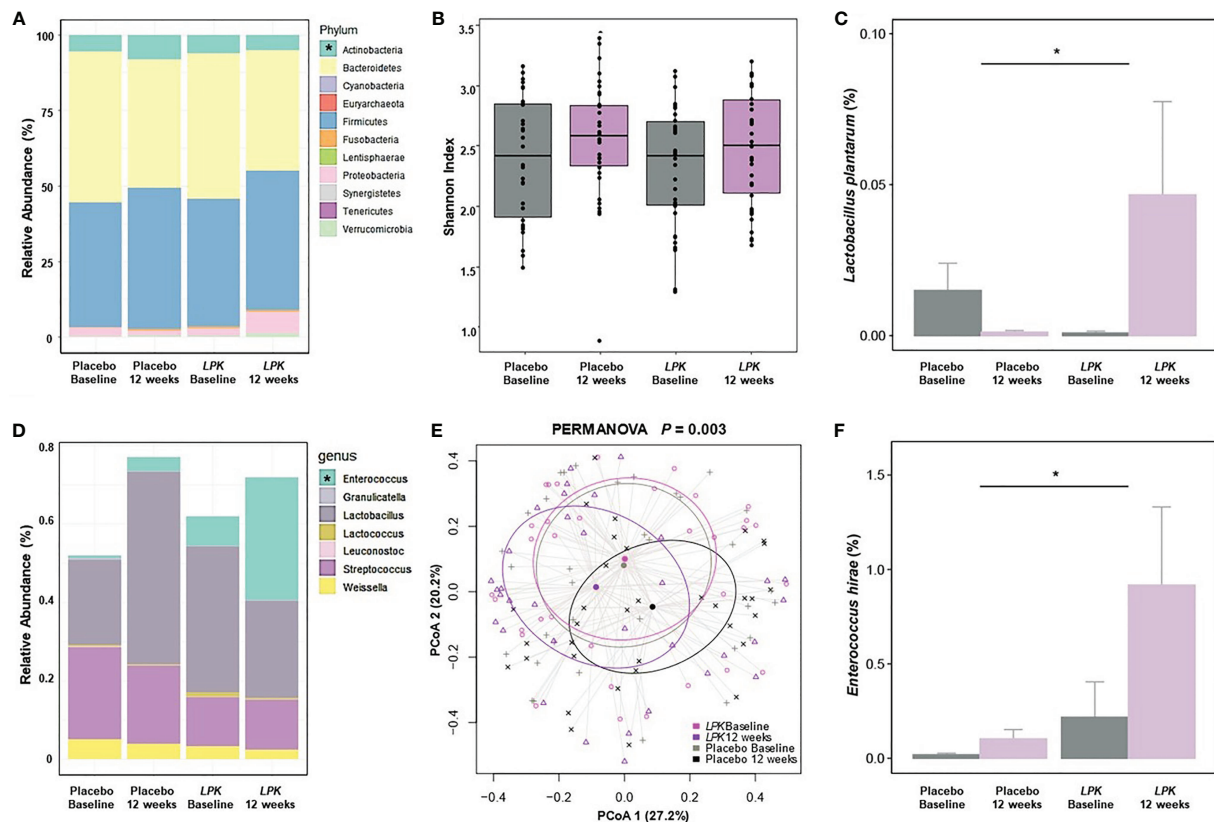 A
Relative Abundance (%)
100
75
50
25
0
Placebo Baseline
Placebo 12 weeks
LPK Baseline
LPK 12 weeks
Phylum
* Actinobacteria
Bacteroidetes
Cyanobacteria
Euryarchaeota
Firmicutes
Fusobacteria
Lentisphaerae
Proteobacteria
Synergistetes
Tenericutes
Verrucomicrobia
B
Shannon Index
3.5
3.0
2.5
2.0
1.5
1.0
Placebo Baseline
Placebo 12 weeks
LPK Baseline
LPK 12 weeks
C
Lactobacillus plantarum (%)
0.10
0.05
0.00
*
Placebo Baseline
Placebo 12 weeks
LPK Baseline
LPK 12 weeks
D
Relative Abundance (%)
0.8
0.6
0.4
0.2
0
Placebo Baseline
Placebo 12 weeks
LPK Baseline
LPK 12 weeks
genus
* Enterococcus
Granulicatella
Lactobacillus
Lactococcus
Leuconostoc
Streptococcus
Weissella
E
PERMANOVA P = 0.003
PCoA 2 (20.2%)
0.4
0.2
0.0
−0.2
−0.4
−0.4
−0.2
0.0
0.2
0.4
PCoA 1 (27.2%)
LPKBaseline
LPK12 weeks
Placebo Baseline
Placebo 12 weeks
F
Enterococcus hirae (%)
1.5
1.0
0.5
0.0
*
Placebo Baseline
Placebo 12 weeks
LPK Baseline
LPK 12 weeks